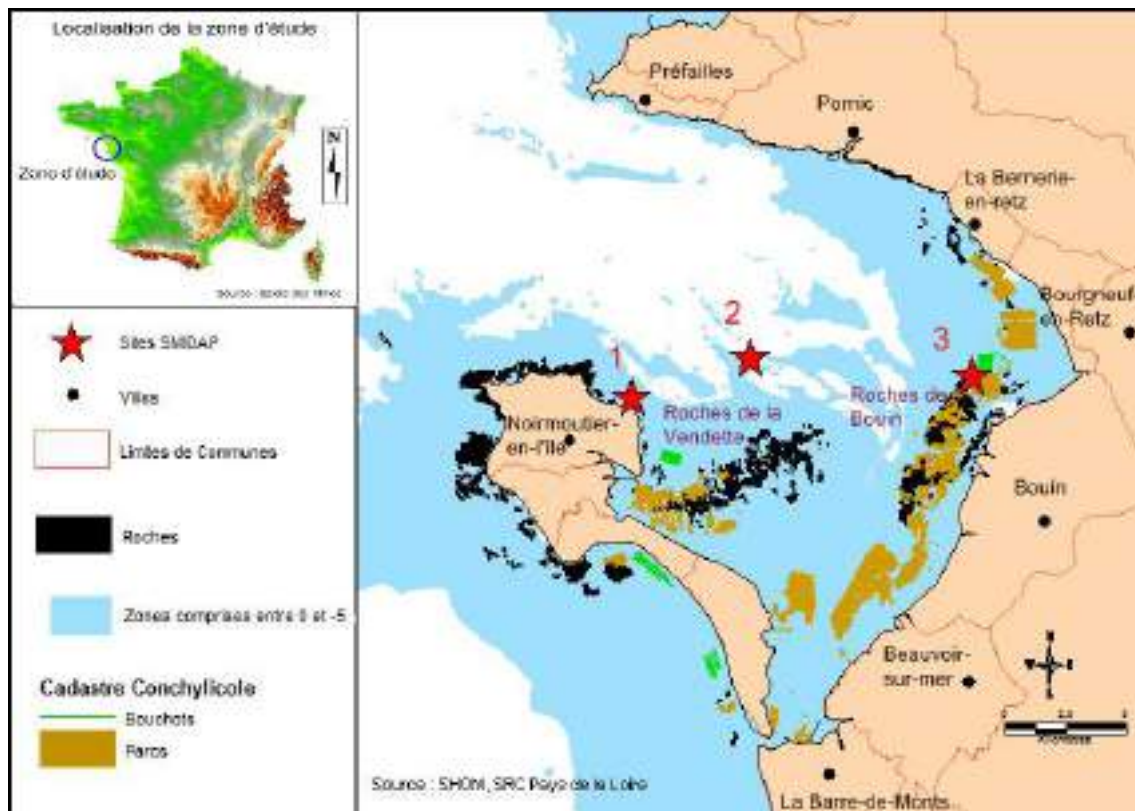 Localisation de la zone d'étude
N
Zone d'étude
Source :
Sites SMIDAP
Villes
Limites de Communes
Roches
Zones comprises entre 0 et -5
Cadastre Conchylicole
Bouchots
Parcs
Préfailles
Pornic
La Bernerie-
en-retz
Bourgneuf-
en-Retz
1
2
3
Roches de la
Vendette
Roches de
Bouin
Noirmoutier-
en-l'île
Bouin
Beauvoir-
sur-mer
La Barre-de-Monts
Source : SHOM, SRC Pays de la Loire